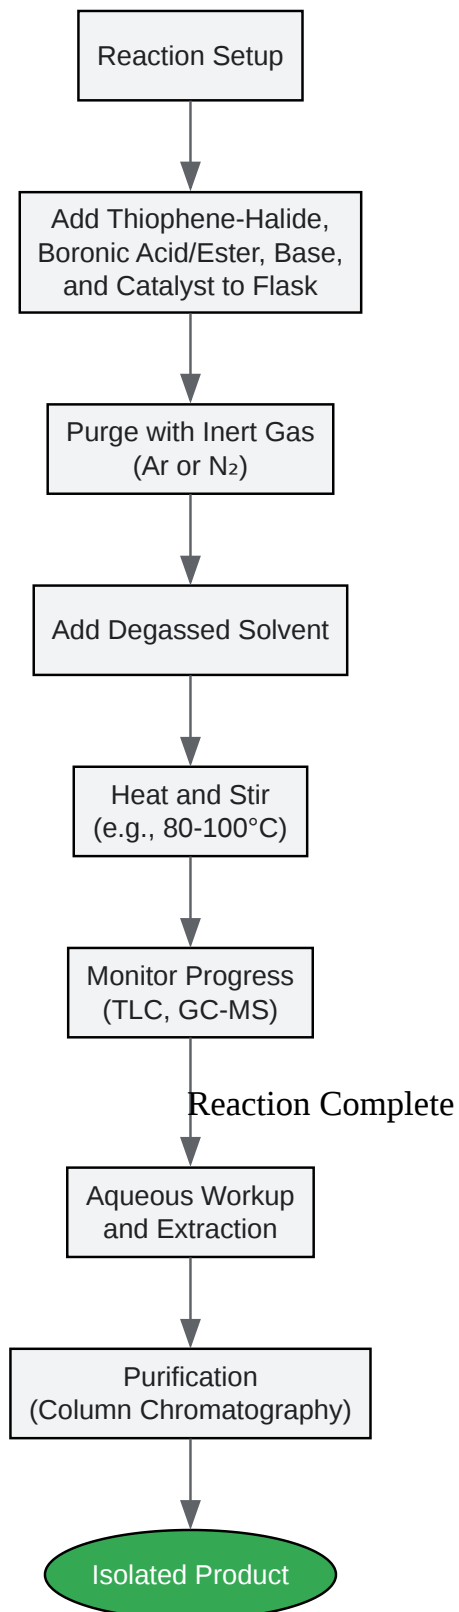 Reaction Setup
Add Thiophene-Halide,
Boronic Acid/Ester, Base,
and Catalyst to Flask
Purge with Inert Gas
(Ar or N₂)
Add Degassed Solvent
Heat and Stir
(e.g., 80-100°C)
Monitor Progress
(TLC, GC-MS)
Reaction Complete
Aqueous Workup
and Extraction
Purification
(Column Chromatography)
Isolated Product